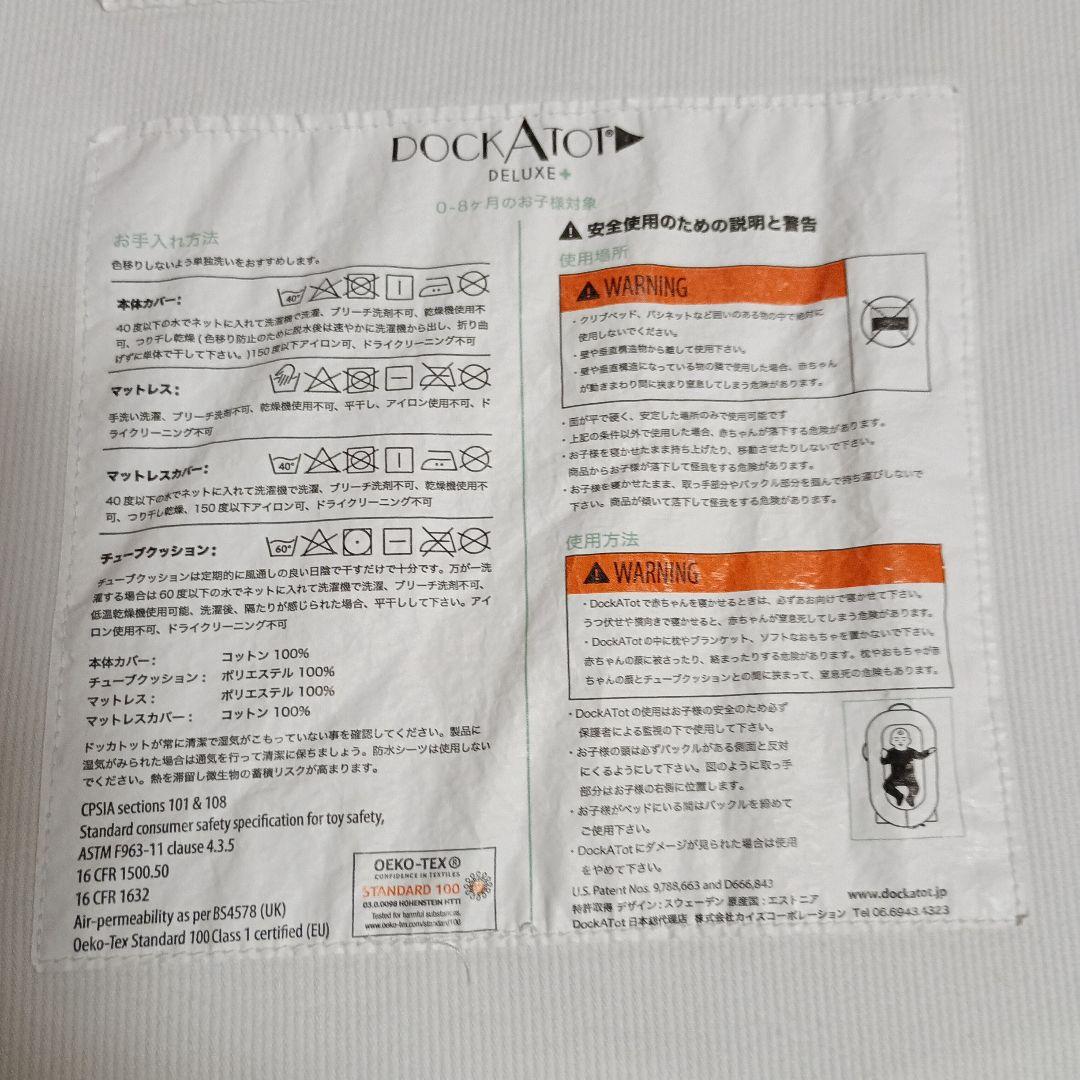 DOCKATOT®
DELUXE+
0-8ヶ月のお子様対象
お手入れ方法
色移りしないよう単独洗いをおすすめします。
本体カバー:
40°
40度以下の水でネットに入れて洗濯機で洗濯、ブリーチ洗剤不可、乾燥機使用不
可、つり干し乾燥(色移り防止のために脱水後は速やかに洗濯機から出し、折り曲
げずに単体で干して下さい。)150度以下アイロン可、ドライクリーニング不可
マットレス:
手洗い洗濯、ブリーチ洗剤不可、乾燥機使用不可、平干し、アイロン使用不可、ド
ライクリーニング不可
マットレスカバー:
40°
40度以下の水でネットに入れて洗濯機で洗濯、ブリーチ洗剤不可、乾燥機使用不
可、つり干し乾燥、150度以下アイロン可、ドライクリーニング不可
チューブクッション:
60°
チューブクッションは定期的に風通しの良い日陰で干すだけで十分です。万が一洗
濯する場合は60度以下の水でネットに入れて洗濯機で洗濯、ブリーチ洗剤不可、
低温乾燥機使用可能、洗濯後、隔たりが感じられた場合、平干しして下さい。アイ
ロン使用不可、ドライクリーニング不可
本体カバー: コットン 100%
チューブクッション: ポリエステル 100%
マットレス: ポリエステル 100%
マットレスカバー: コットン 100%
ドッカトットが常に清潔で湿気がこもっていない事を確認してください。製品に
湿気がみられた場合は通気を行って清潔に保ちましょう。防水シーツは使用しない
でください。熱を滞留し微生物の蓄積リスクが高まります。
CPSIA sections 101 & 108
Standard consumer safety specification for toy safety,
ASTM F963-11 clause 4.3.5
16 CFR 1500.50
16 CFR 1632
Air-permeability as per BS4578 (UK)
Oeko-Tex Standard 100 Class 1 certified (EU)
OEKO-TEX®
CONFIDENCE IN TEXTILES
STANDARD 100
03.0.0098 HOHENSTEIN HTTI
Tested for harmful substances.
www.oeko-tex.com/standard100
安全使用のための説明と警告
使用場所
WARNING
・クリブベッド、バシネットなど囲いのある物の中で絶対に
使用しないでください。
・壁や垂直構造物から離して使用下さい。
・壁や垂直構造になっている物の隣で使用した場合、赤ちゃん
が動きまわり間に挟まり窒息してしまう危険があります。
・面が平で硬く、安定した場所のみで使用可能です
・上記の条件以外で使用した場合、赤ちゃんが落下する危険があります。
・お子様を寝かせたまま持ち上げたり、移動させたりしないで下さい。
商品からお子様が落下して怪我をする危険があります。
・お子様を寝かせたまま、取っ手部分やバックル部分を掴んで持ち運びしないで
下さい。商品が傾いて落下して怪我をする危険があります。
使用方法
WARNING
・DockATotで赤ちゃんを寝かせるときは、必ずあお向けで寝かせて下さい。
うつ伏せや横向きで寝かせると、赤ちゃんが窒息死してしまう危険があります。
・DockATotの中に枕やブランケット、ソフトなおもちゃを置かないで下さい。
赤ちゃんの顔に被さったり、絡まったりする危険があります。枕やおもちゃが赤
ちゃんの顔とチューブクッションとの間に挟まって、窒息死の危険もあります。
・DockATotの使用はお子様の安全のため必ず
保護者による監視の下で使用して下さい。
・お子様の頭は必ずバックルがある側面と反対
にくるようにして下さい。図のように取っ手
部分はお子様の右側に位置します。
・お子様がベッドにいる間はバックルを締めて
ご使用下さい。
・DockATotにダメージが見られた場合は使用
をやめて下さい。
U.S. Patent Nos. 9,788,663 and D666,843
www.dockatot.jp
特許取得 デザイン:スウェーデン 原産国:エストニア
DockATot 日本総代理店 株式会社カイズコーポレーション Tel 06.6943.4323